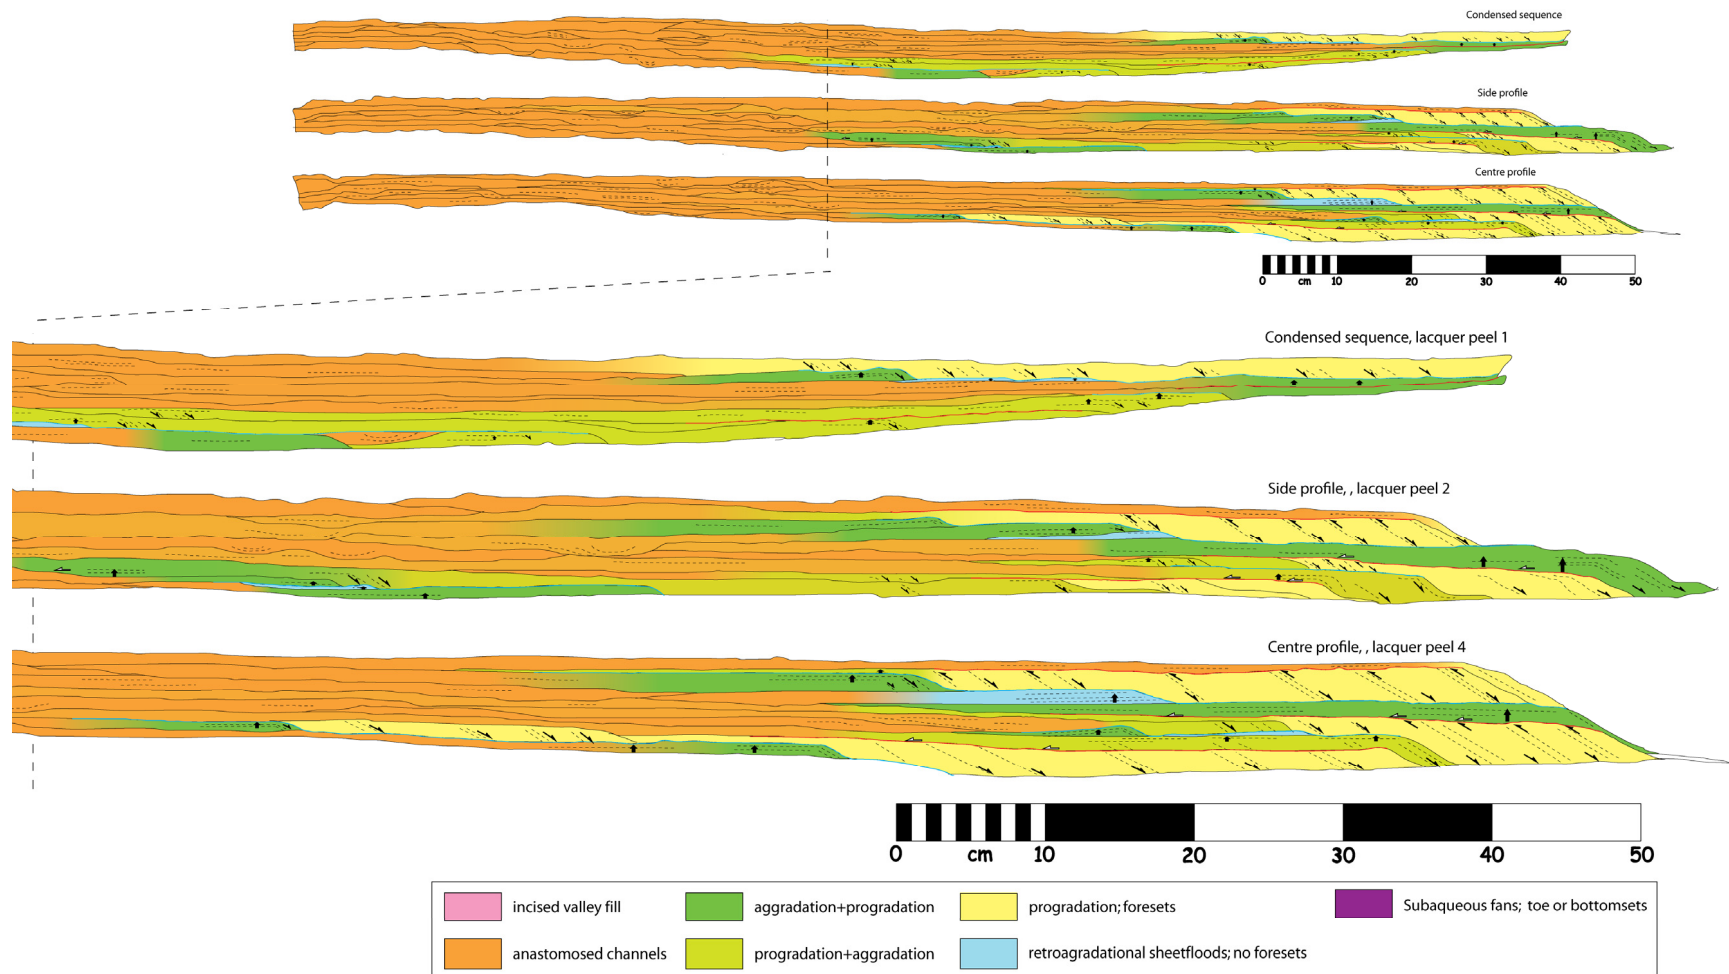 Condensed sequence
Side profile
Centre profile
0 cm 10 20 30 40 50
Condensed sequence, lacquer peel 1
Side profile, , lacquer peel 2
Centre profile, , lacquer peel 4
0 cm 10 20 30 40 50
incised valley fill
aggradation+progradation
progradation; foresets
Subaqueous fans; toe or bottomsets
anastomosed channels
progradation+aggradation
retroagradational sheetfloods; no foresets